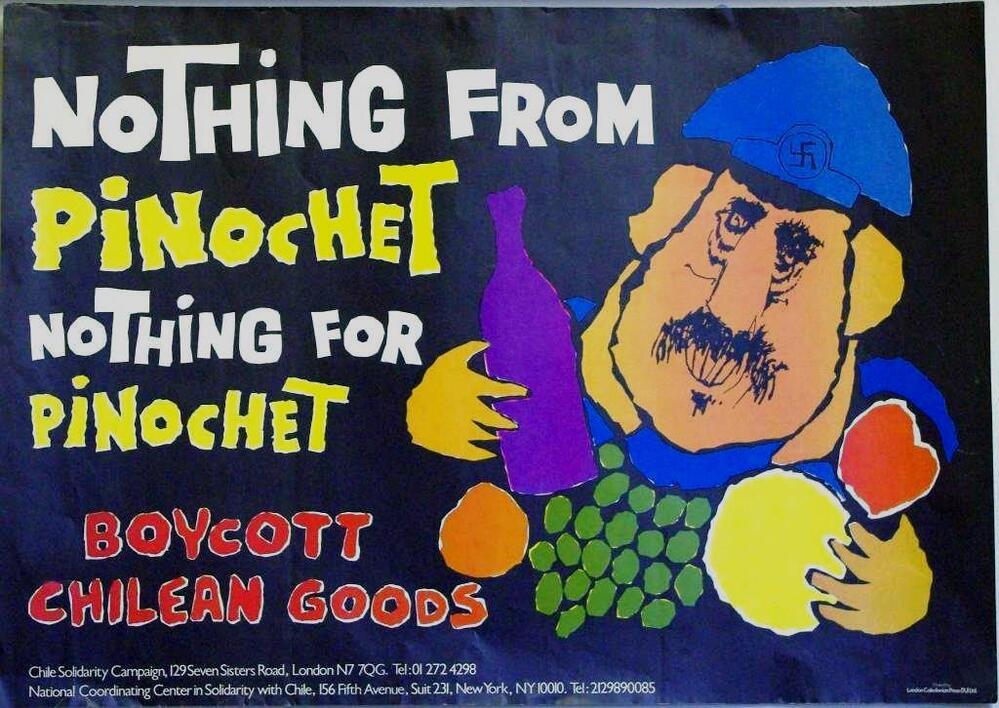 NOTHING FROM
PINOCHET
NOTHING FOR
PINOCHET
BOYCOTT
CHILEAN GOODS
Chile Solidarity Campaign, 129 Seven Sisters Road, London N7 7QG. Tel: 01 272 4298
National Coordinating Center in Solidarity with Chile, 156 Fifth Avenue, Suit 231, New York, NY 10010. Tel: 2129890085